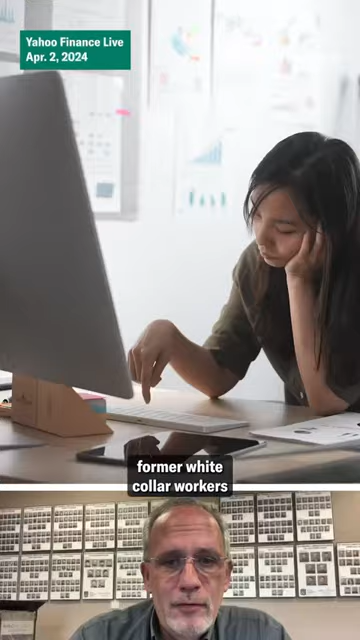 Yahoo Finance Live
Apr. 2, 2024
former white
collar workers